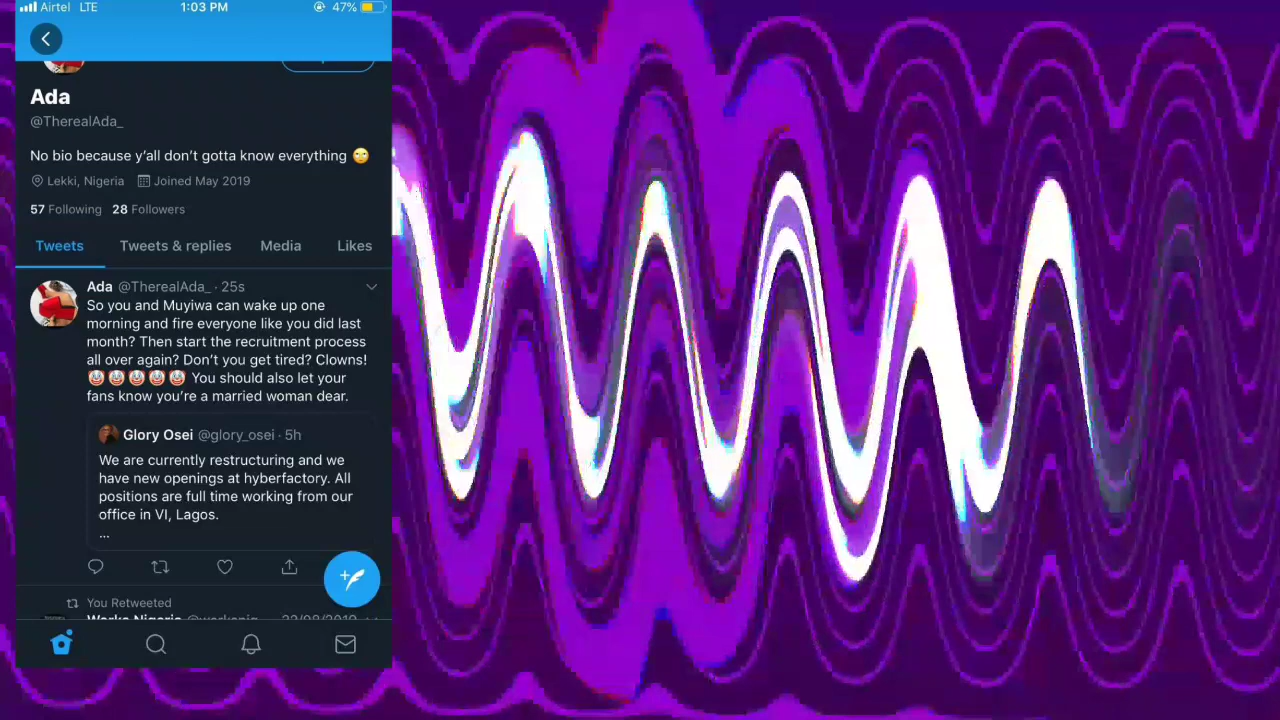 Airtel LTE 1:03 PM 47%
Ada
@TherealAda_
No bio because y'all don't gotta know everything 🙄
Lekki, Nigeria Joined May 2019
57 Following 28 Followers
Tweets Tweets & replies Media Likes
Ada @TherealAda_ · 25s
So you and Muyiwa can wake up one
morning and fire everyone like you did last
month? Then start the recruitment process
all over again? Don't you get tired? Clowns!
🤡🤡🤡🤡🤡 You should also let your
fans know you're a married woman dear.
Glory Osei @glory_osei · 5h
We are currently restructuring and we
have new openings at hyberfactory. All
positions are full time working from our
office in VI, Lagos.
...
You Retweeted